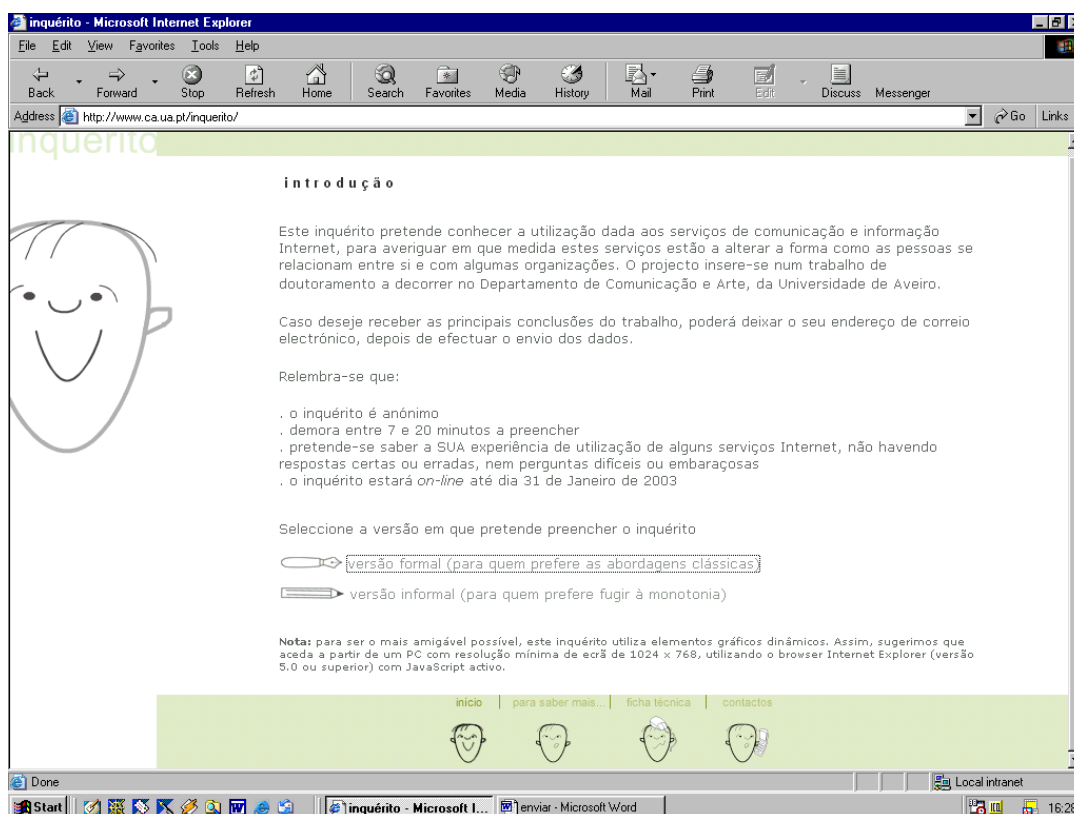 inquérito - Microsoft Internet Explorer
File Edit View Favorites Tools Help
Back Forward Stop Refresh Home Search Favorites Media History Mail Print Edit Discuss Messenger
Address http://www.ca.ua.pt/inquerito/ Go Links
inquérito
introdução
Este inquérito pretende conhecer a utilização dada aos serviços de comunicação e informação
Internet, para averiguar em que medida estes serviços estão a alterar a forma como as pessoas se
relacionam entre si e com algumas organizações. O projecto insere-se num trabalho de
doutoramento a decorrer no Departamento de Comunicação e Arte, da Universidade de Aveiro.
Caso deseje receber as principais conclusões do trabalho, poderá deixar o seu endereço de correio
electrónico, depois de efectuar o envio dos dados.
Relembra-se que:
. o inquérito é anónimo
. demora entre 7 e 20 minutos a preencher
. pretende-se saber a SUA experiência de utilização de alguns serviços Internet, não havendo
respostas certas ou erradas, nem perguntas difíceis ou embaraçosas
. o inquérito estará on-line até dia 31 de Janeiro de 2003
Seleccione a versão em que pretende preencher o inquérito
versão formal (para quem prefere as abordagens clássicas)
versão informal (para quem prefere fugir à monotonia)
Nota: para ser o mais amigável possível, este inquérito utiliza elementos gráficos dinâmicos. Assim, sugerimos que
aceda a partir de um PC com resolução mínima de ecrã de 1024 x 768, utilizando o browser Internet Explorer (versão
5.0 ou superior) com JavaScript activo.
início | para saber mais... | ficha técnica | contactos
Done Local intranet
Start inquérito - Microsoft I... enviar - Microsoft Word 16:28